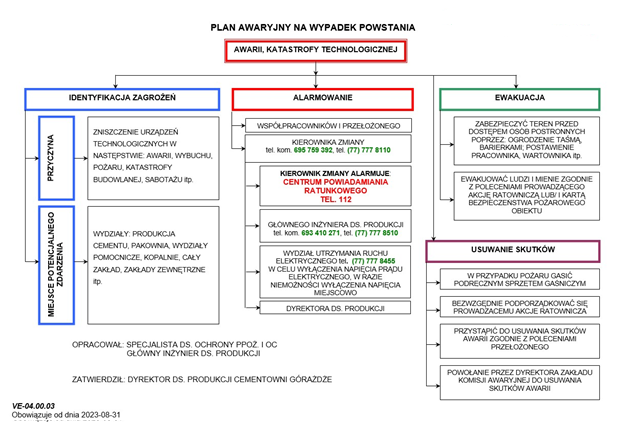 PLAN AWARYJNY NA WYPADEK POWSTANIA
AWARII, KATASTROFY TECHNOLOGICZNEJ
IDENTYFIKACJA ZAGROŻEŃ
PRZYCZYNA
ZNISZCZENIE URZĄDZEŃ
TECHNOLOGICZNYCH W
NASTĘPSTWIE: AWARII, WYBUCHU,
POŻARU, KATASTROFY
BUDOWLANEJ, SABOTAŻU itp.
MIEJSCE POTENCJALNEGO
ZDARZENIA
WYDZIAŁY: PRODUKCJA
CEMENTU, PAKOWNIA, WYDZIAŁY
POMOCNICZE, KOPALNIE, CAŁY
ZAKŁAD, ZAKŁADY ZEWNĘTRZNE
itp.
ALARMOWANIE
WSPÓŁPRACOWNIKÓW I PRZEŁOŻONEGO
KIEROWNIKA ZMIANY
tel. kom. 695 759 392, tel. (77) 777 8110
KIEROWNIK ZMIANY ALARMUJE:
CENTRUM POWIADAMIANIA
RATUNKOWEGO
TEL. 112
GŁÓWNEGO INŻYNIERA DS. PRODUKCJI
tel. kom. 693 410 271, tel. (77) 777 8510
WYDZIAŁ UTRZYMANIA RUCHU
ELEKTRYCZNEGO tel. (77) 777 8455
W CELU WYŁĄCZENIA NAPIĘCIA PRĄDU
ELEKTRYCZNEGO, W RAZIE
NIEMOŻNOŚCI WYŁĄCZENIA NAPIĘCIA
MIEJSCOWO
DYREKTORA DS. PRODUKCJI
EWAKUACJA
ZABEZPIECZYĆ TEREN PRZED
DOSTĘPEM OSÓB POSTRONNYCH
POPRZEZ: OGRODZENIE TAŚMĄ,
BARIERKAMI; POSTAWIENIE
PRACOWNIKA, WARTOWNIKA itp.
EWAKUOWAĆ LUDZI I MIENIE ZGODNIE
Z POLECENIAMI PROWADZĄCEGO
AKCJĘ RATOWNICZĄ LUB/ I KARTĄ
BEZPIECZEŃSTWA POŻAROWEGO
OBIEKTU
USUWANIE SKUTKÓW
W PRZYPADKU POŻARU GASIĆ
PODRĘCZNYM SPRZĘTEM GAŚNICZYM
BEZWZGĘDNIE PODPORZĄDKOWAĆ SIĘ
PROWADZĄCEMU AKCJE RATOWNICZA
PRZYSTĄPIĆ DO USUWANIA SKUTKÓW
AWARII ZGODNIE Z POLECENIAMI
PRZEŁOŻONEGO
POWOŁANIE PRZEZ DYREKTORA ZAKŁADU
KOMISJI AWARYJNEJ DO USUWANIA
SKUTKÓW AWARII
OPRACOWAŁ: SPECJALISTA DS. OCHRONY PPOŻ. I OC
GŁÓWNY INŻYNIER DS. PRODUKCJI
ZATWIERDZIŁ: DYREKTOR DS. PRODUKCJI CEMENTOWNI GÓRAŻDŻE
VE-04.00.03
Obowiązuje od dnia 2023-08-31